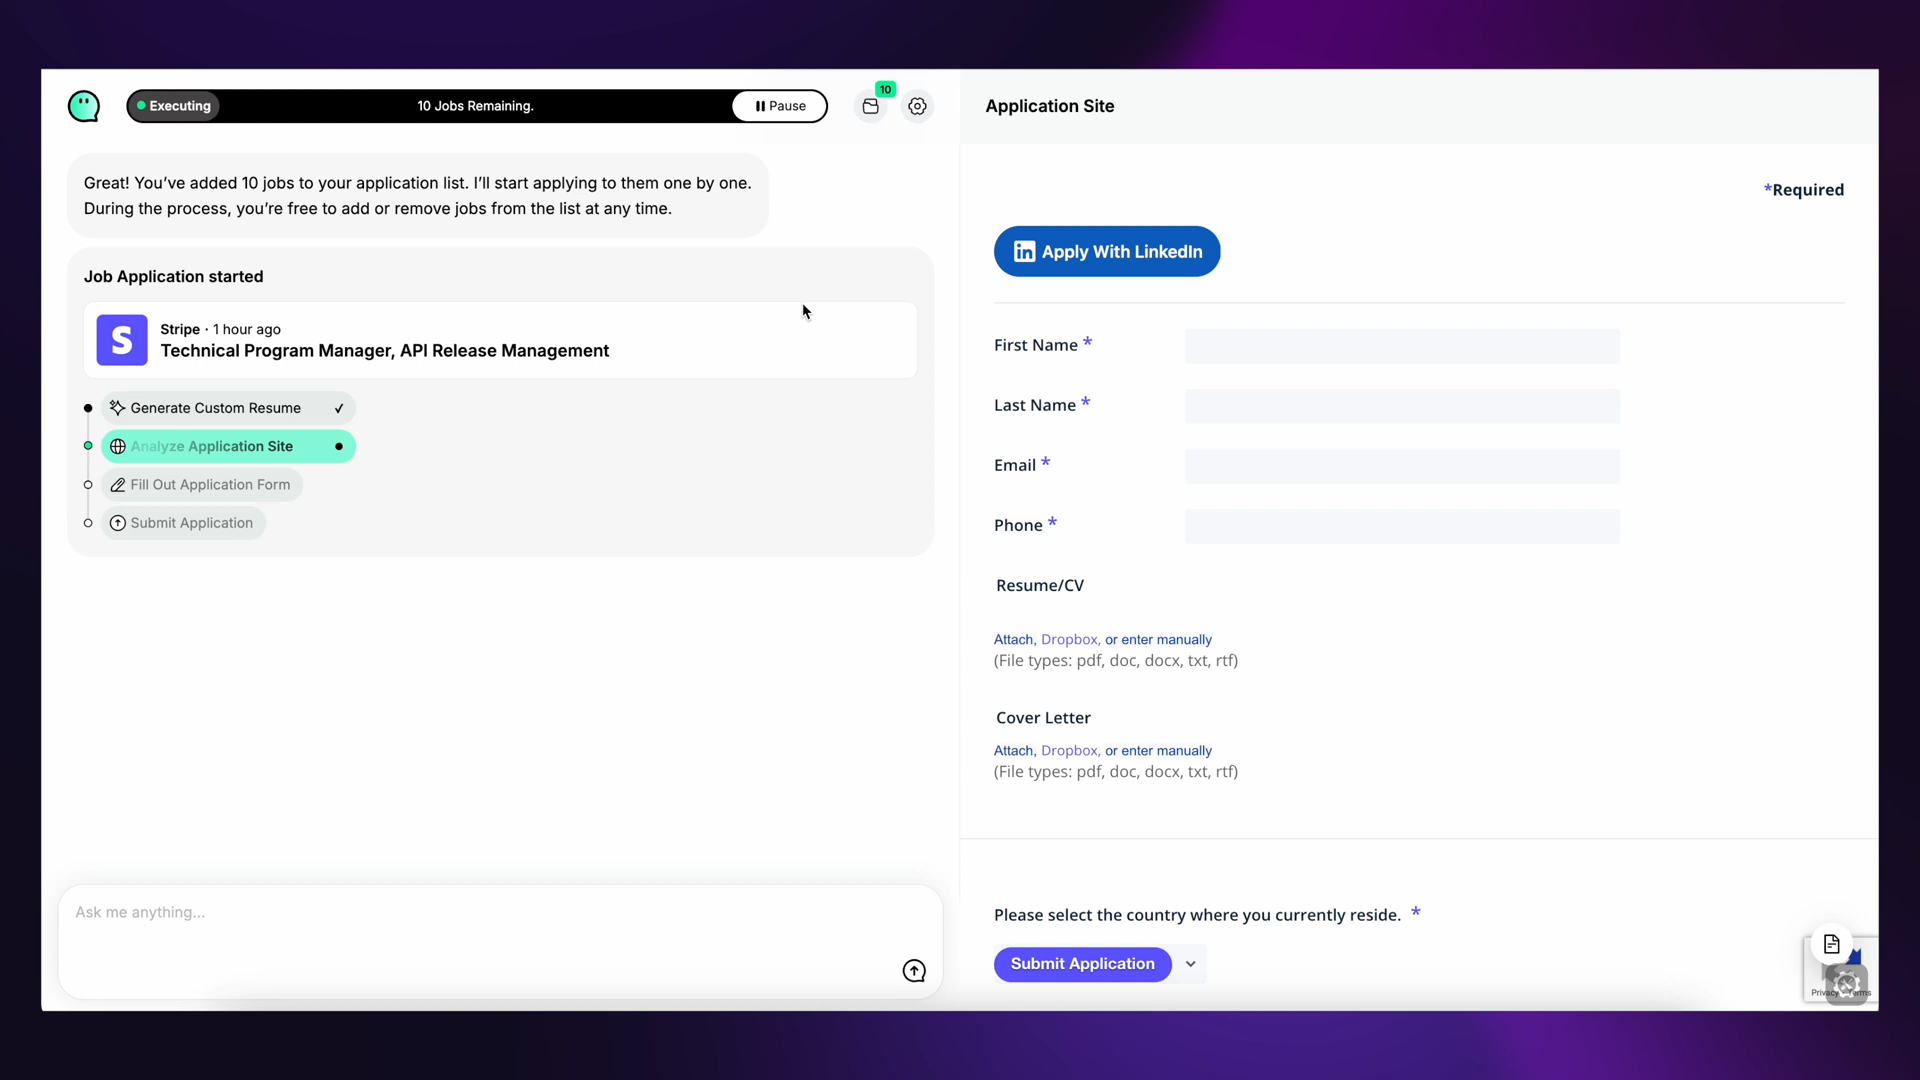 Executing
10 Jobs Remaining.
Pause
10
Great! You’ve added 10 jobs to your application list. I’ll start applying to them one by one.
During the process, you’re free to add or remove jobs from the list at any time.
Job Application started
S
Stripe · 1 hour ago
Technical Program Manager, API Release Management
Generate Custom Resume
Analyze Application Site
Fill Out Application Form
Submit Application
Ask me anything...
Application Site
*Required
in Apply With LinkedIn
First Name *
Last Name *
Email *
Phone *
Resume/CV
Attach, Dropbox, or enter manually
(File types: pdf, doc, docx, txt, rtf)
Cover Letter
Attach, Dropbox, or enter manually
(File types: pdf, doc, docx, txt, rtf)
Please select the country where you currently reside. *
Submit Application
Privacy - Terms